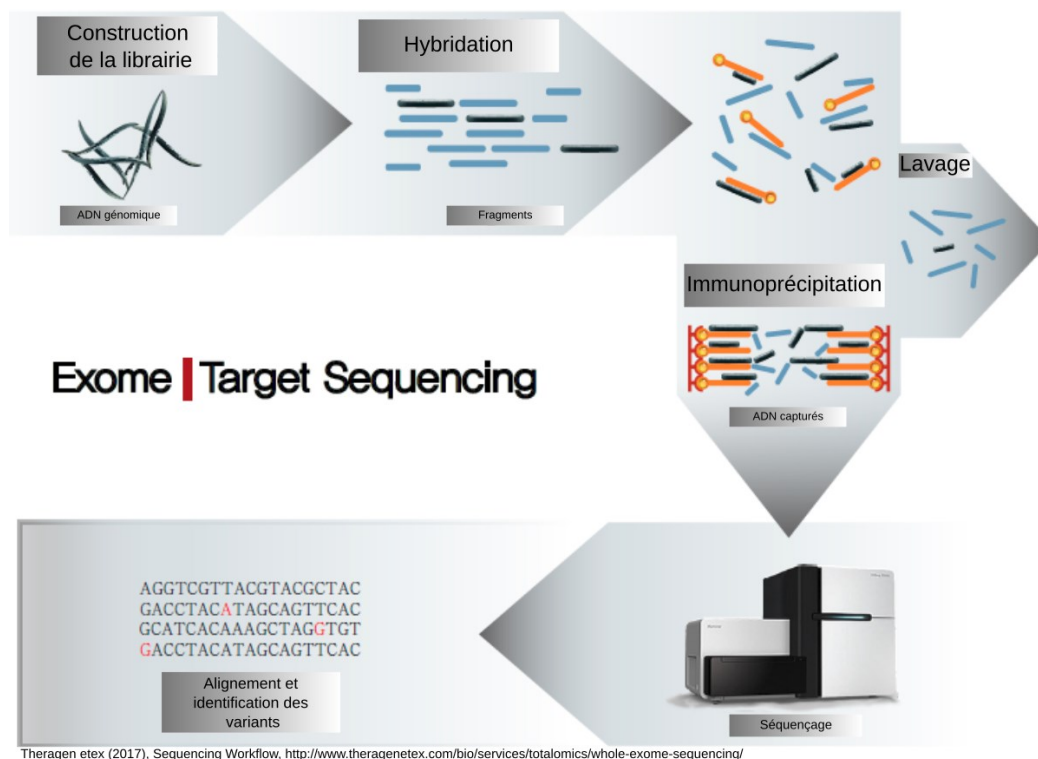 Construction
de la librairie
ADN génomique
Hybridation
Fragments
Lavage
Immunoprécipitation
ADN capturés
Exome | Target Sequencing
Séquençage
AGGTCGTTACGTACGCTAC
GACCTACATAGCAGTTCAC
GCATCACAAAGCTAGGTGT
GACCTACATAGCAGTTCAC
Alignement et
identification des
variants
Theragen etex (2017), Sequencing Workflow, http://www.theragenetex.com/bio/services/totalomics/whole-exome-sequencing/